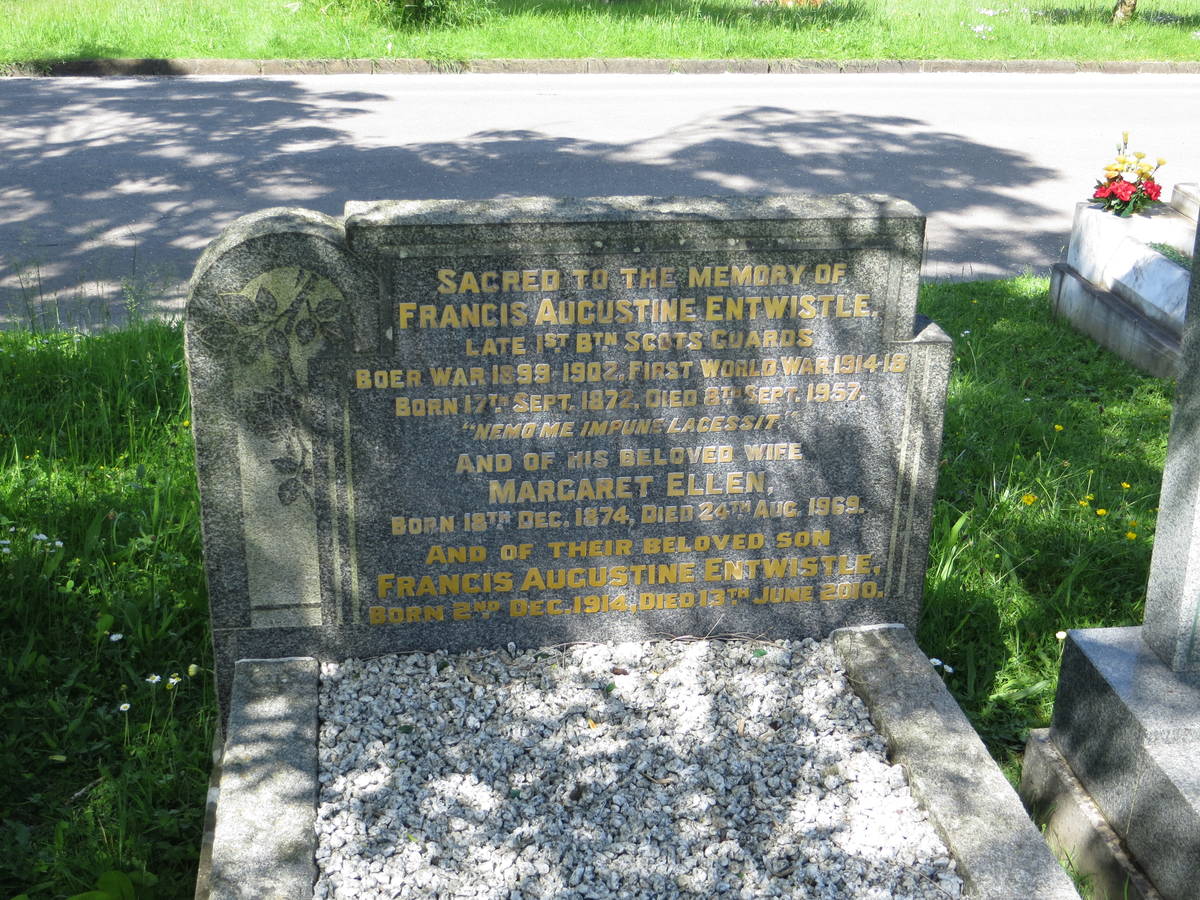 SACRED TO THE MEMORY OF
FRANCIS AUGUSTINE ENTWISTLE,
LATE 1ST BTN SCOTS GUARDS
BOER WAR 1899 1902, FIRST WORLD WAR 1914-18
BORN 17TH SEPT. 1872, DIED 8TH SEPT. 1957.
"NEMO ME IMPUNE LACESSIT"
AND OF HIS BELOVED WIFE
MARGARET ELLEN,
BORN 18TH DEC. 1874, DIED 24TH AUG. 1969.
AND OF THEIR BELOVED SON
FRANCIS AUGUSTINE ENTWISTLE,
BORN 2ND DEC. 1914, DIED 13TH JUNE 2010.